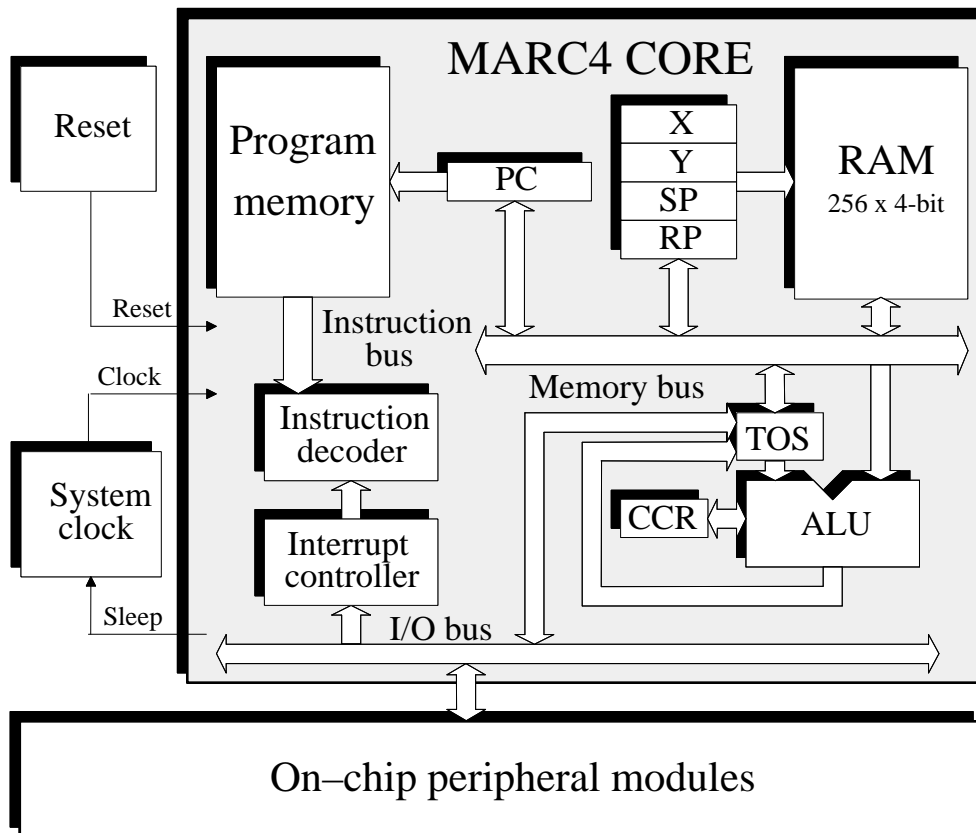 MARC4 CORE
Reset
Program
memory
PC
X
Y
SP
RP
RAM
256 x 4-bit
Reset
Instruction
bus
Clock
Memory bus
Instruction
decoder
TOS
System
clock
CCR
ALU
Interrupt
controller
Sleep
I/O bus
On–chip peripheral modules